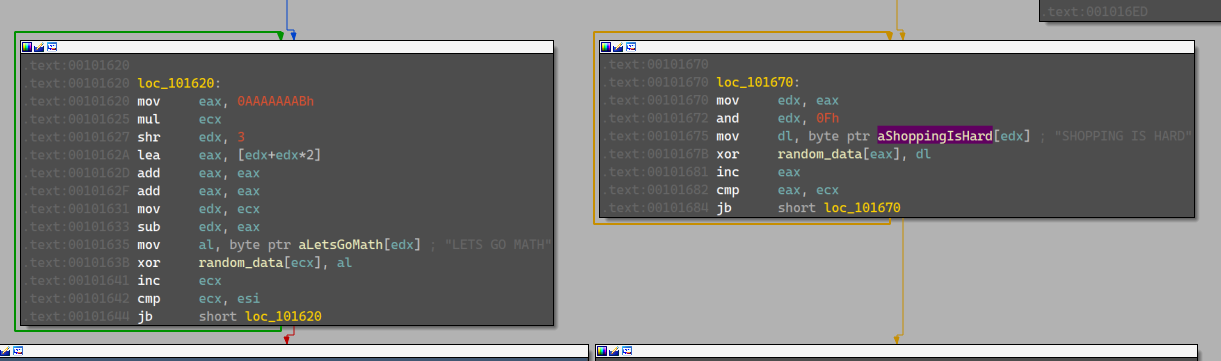 .text:001016ED
.text:00101620
.text:00101620 loc_101620:
.text:00101620 mov eax, 0AAAAAAABh
.text:00101625 mul ecx
.text:00101627 shr edx, 3
.text:0010162A lea eax, [edx+edx*2]
.text:0010162D add eax, eax
.text:0010162F add eax, eax
.text:00101631 mov edx, ecx
.text:00101633 sub edx, eax
.text:00101635 mov al, byte ptr aLetsGoMath[edx] ; "LETS GO MATH"
.text:0010163B xor random_data[ecx], al
.text:00101641 inc ecx
.text:00101642 cmp ecx, esi
.text:00101644 jb short loc_101620
.text:00101670
.text:00101670 loc_101670:
.text:00101670 mov edx, eax
.text:00101672 and edx, 0Fh
.text:00101675 mov dl, byte ptr aShoppingIsHard[edx] ; "SHOPPING IS HARD"
.text:0010167B xor random_data[eax], dl
.text:00101681 inc eax
.text:00101682 cmp eax, ecx
.text:00101684 jb short loc_101670